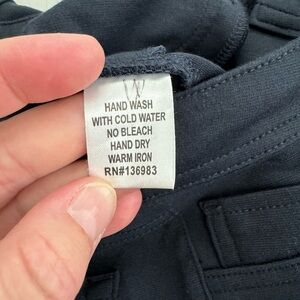 HAND WASH
WITH COLD WATER
NO BLEACH
HAND DRY
WARM IRON
RN#136983